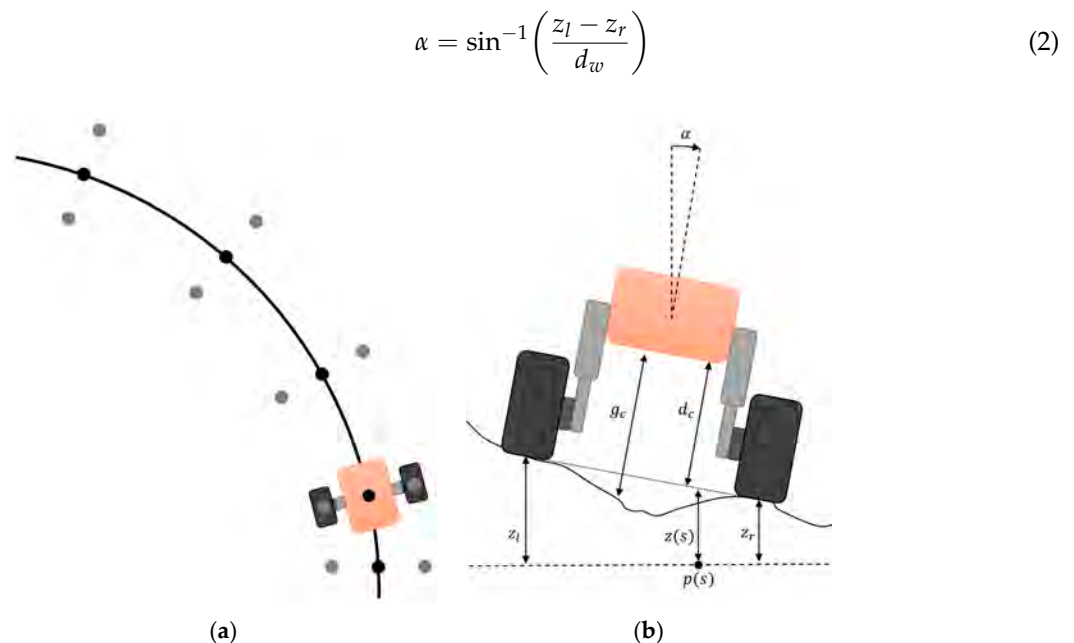 α = sin⁻¹((z_l − z_r) / d_w) (2)
α
g_c
d_c
z_l
z(s)
z_r
p(s)
(a) (b)